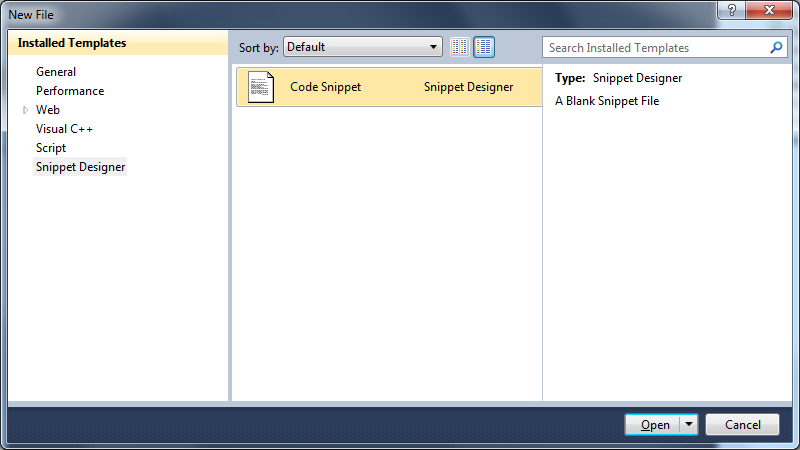 New File
?
Installed Templates
General
Performance
Web
Visual C++
Script
Snippet Designer
Sort by: Default
Search Installed Templates
Code Snippet Snippet Designer
Type: Snippet Designer
A Blank Snippet File
Open
Cancel